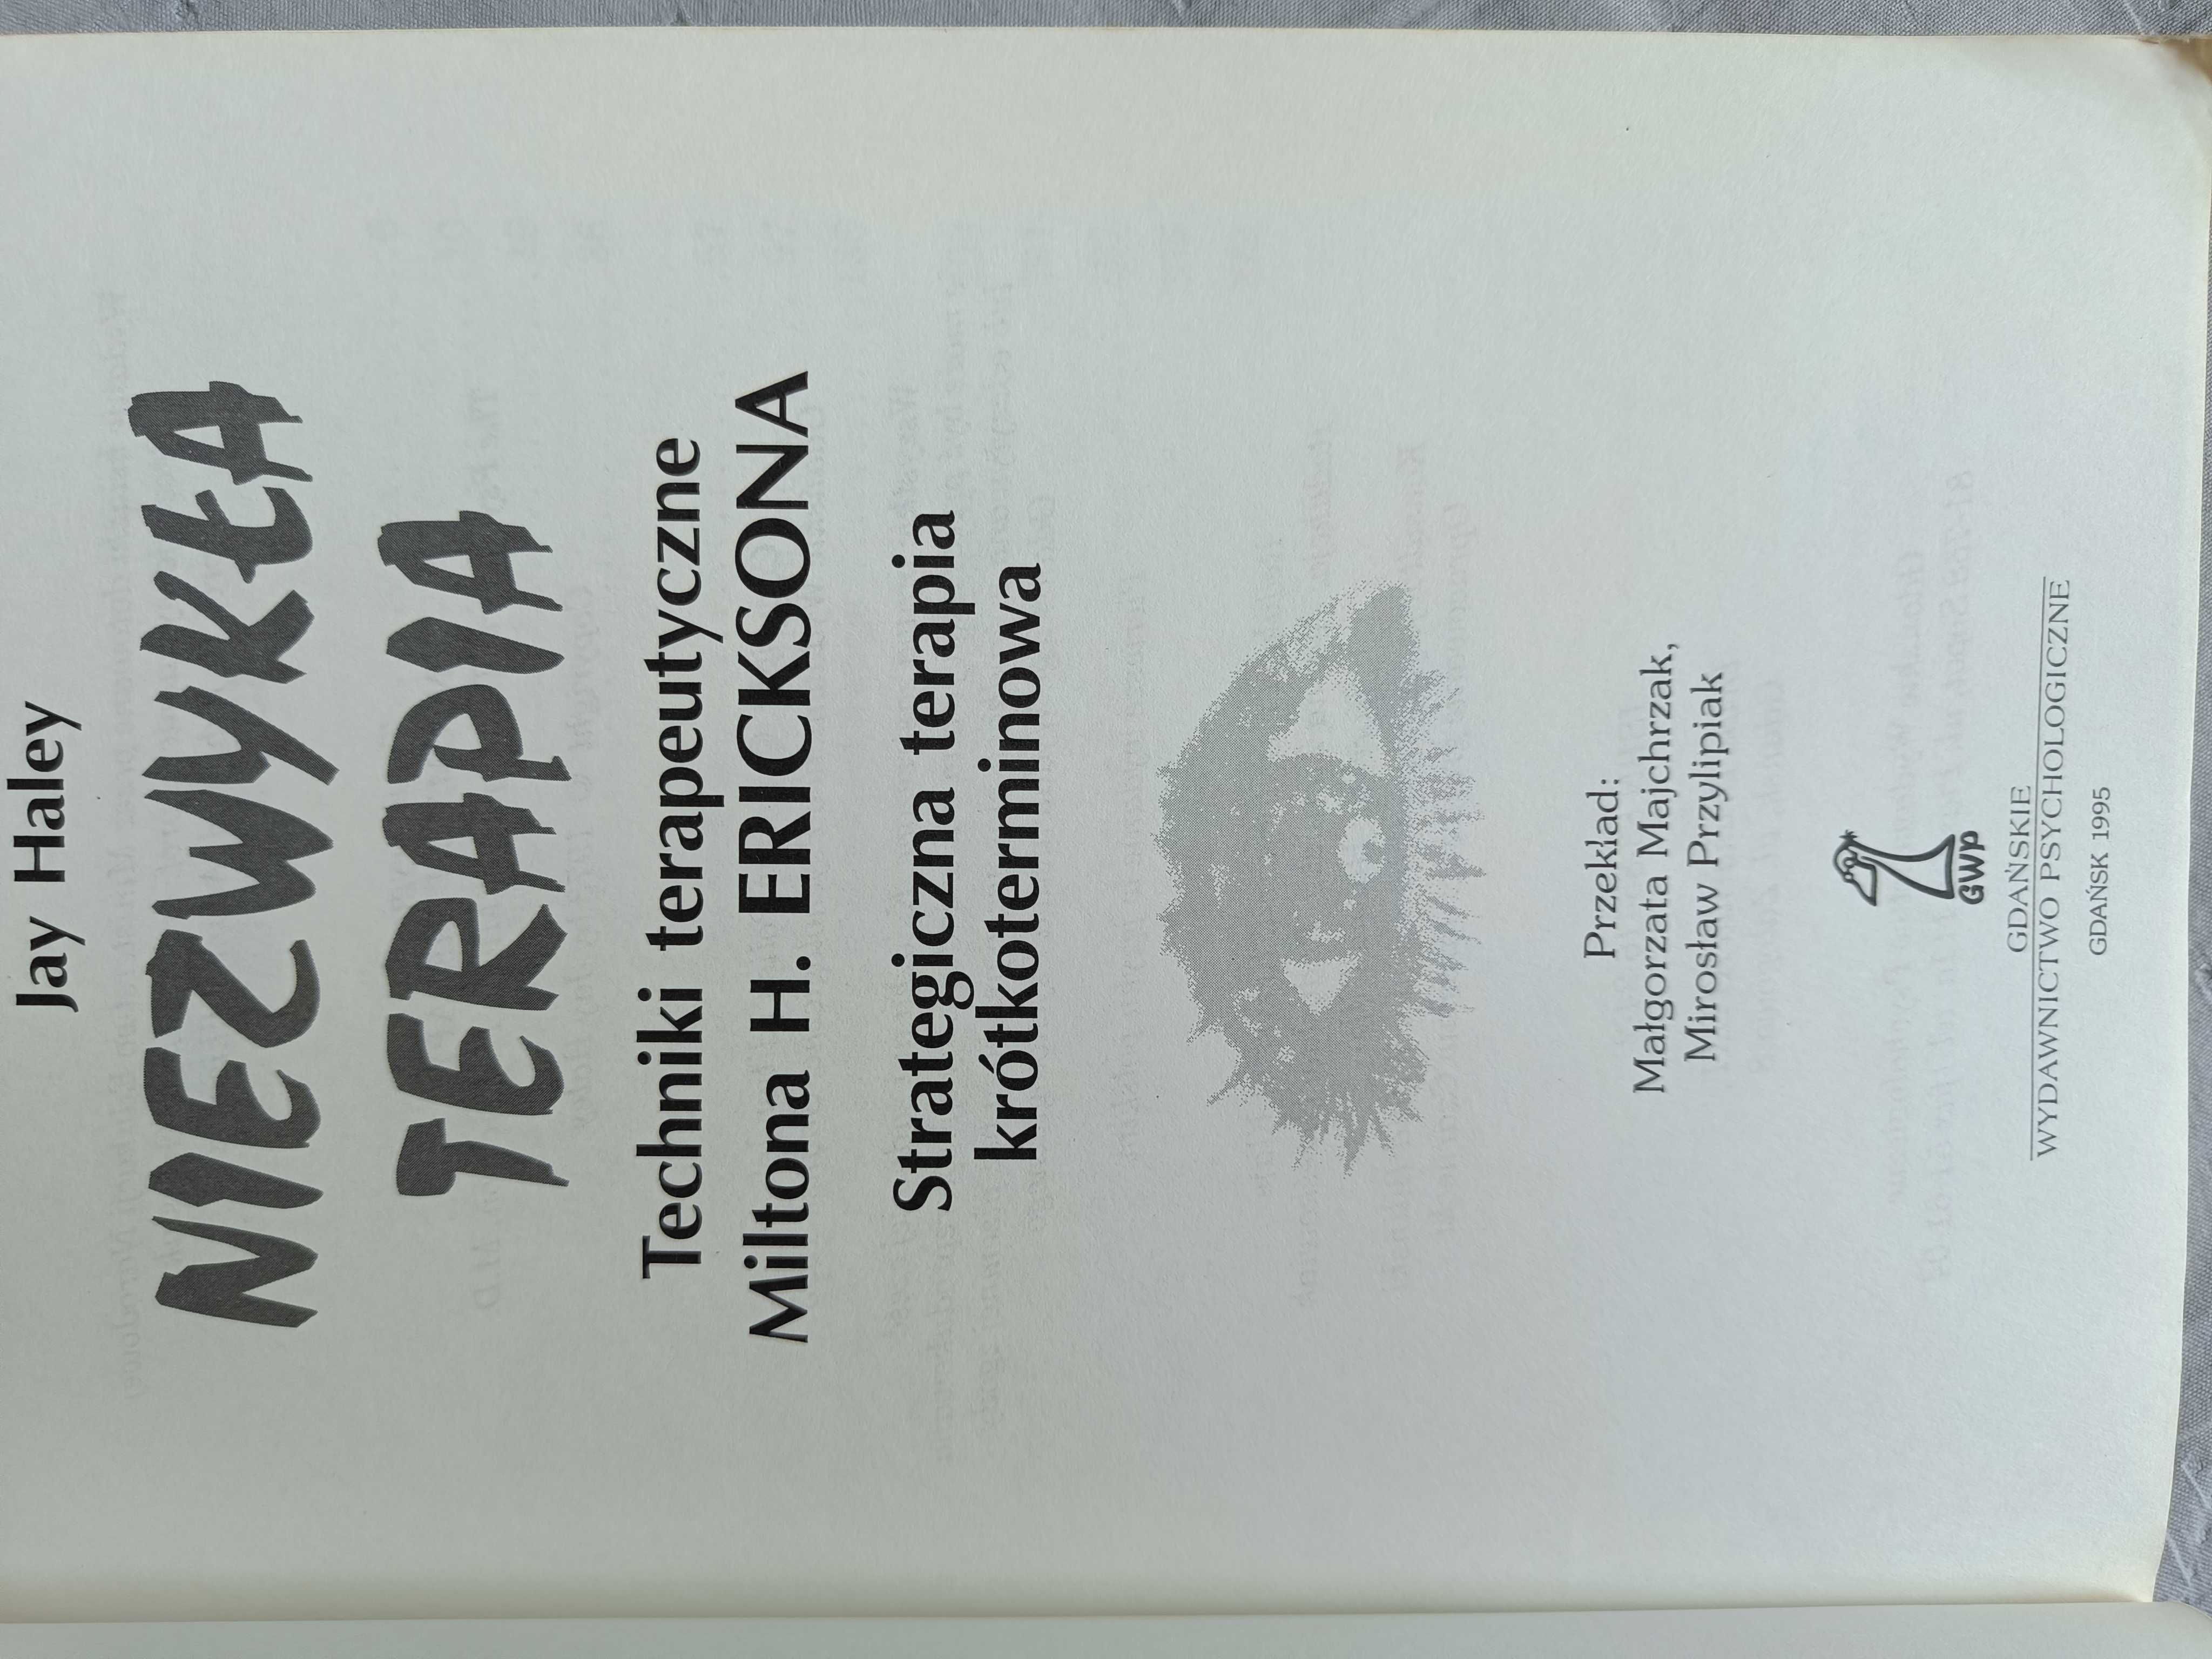 Jay Haley
NIEZWYKŁA
TERAPIA
Techniki terapeutyczne
Miltona H. ERICKSONA
Strategiczna terapia
krótkoterminowa
Przekład:
Małgorzata Majchrzak,
Mirosław Przylipiak
GWP
GDAŃSKIE
WYDAWNICTWO PSYCHOLOGICZNE
GDAŃSK 1995